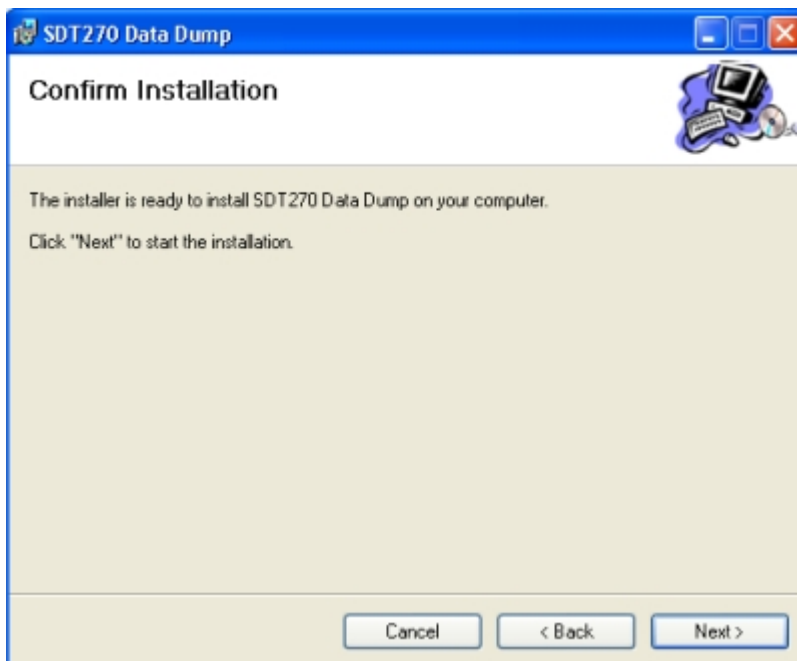 SDT270 Data Dump
Confirm Installation
The installer is ready to install SDT270 Data Dump on your computer.
Click "Next" to start the installation.
Cancel
< Back
Next >